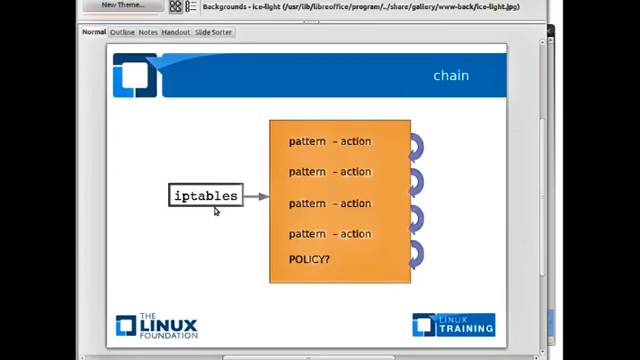 New Theme...
Backgrounds - ice-light (/usr/lib/libreoffice/program/../share/gallery/www-back/ice-light.jpg)
Normal Outline Notes Handout Slide Sorter
chain
pattern – action
pattern – action
iptables
pattern – action
pattern – action
POLICY?
THE
LINUX
FOUNDATION
LINUX
TRAINING